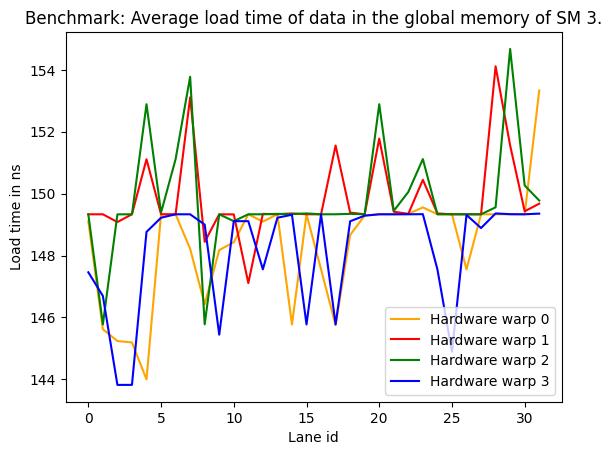 Benchmark: Average load time of data in the global memory of SM 3.
154
152
150
148
146
144
Load time in ns
Hardware warp 0
Hardware warp 1
Hardware warp 2
Hardware warp 3
0 5 10 15 20 25 30
Lane id